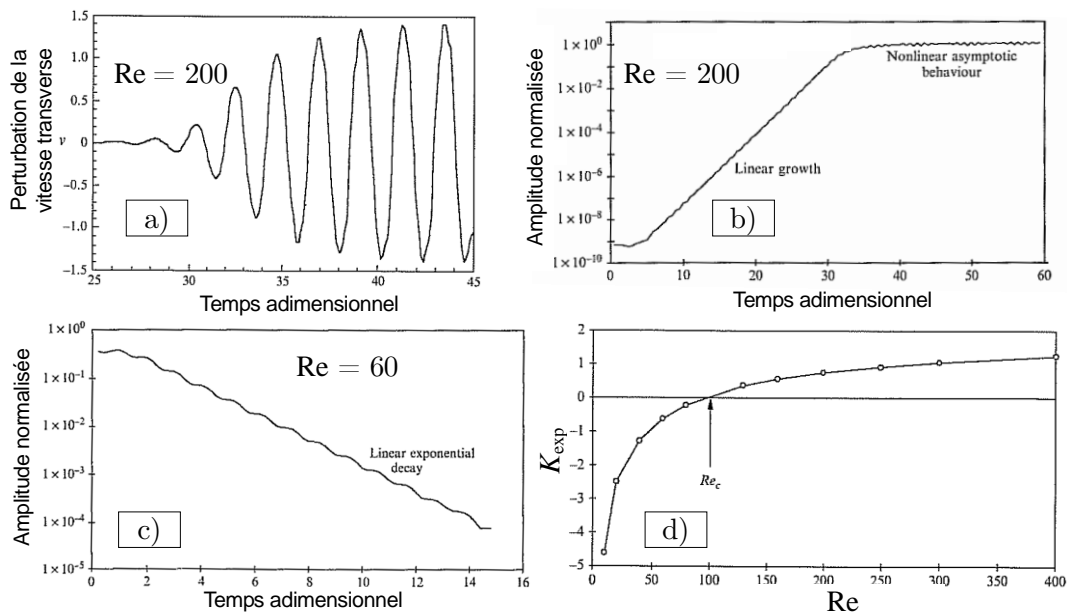 Perturbation de la
vitesse transverse
v
1.5
1.0
0.5
0
−0.5
−1.0
−1.5
Re = 200
a)
25
30
35
40
45
Temps adimensionnel
Amplitude normalisée
1×10⁰
1×10⁻²
1×10⁻⁴
1×10⁻⁶
1×10⁻⁸
1×10⁻¹⁰
Re = 200
Nonlinear asymptotic
behaviour
Linear growth
b)
0
10
20
30
40
50
60
Temps adimensionnel
Amplitude normalisée
1×10⁰
1×10⁻¹
1×10⁻²
1×10⁻³
1×10⁻⁴
1×10⁻⁵
Re = 60
Linear exponential
decay
c)
0
2
4
6
8
10
12
14
16
Temps adimensionnel
K_exp
2
1
0
−1
−2
−3
−4
−5
Re_c
d)
0
50
100
150
200
250
300
350
400
Re